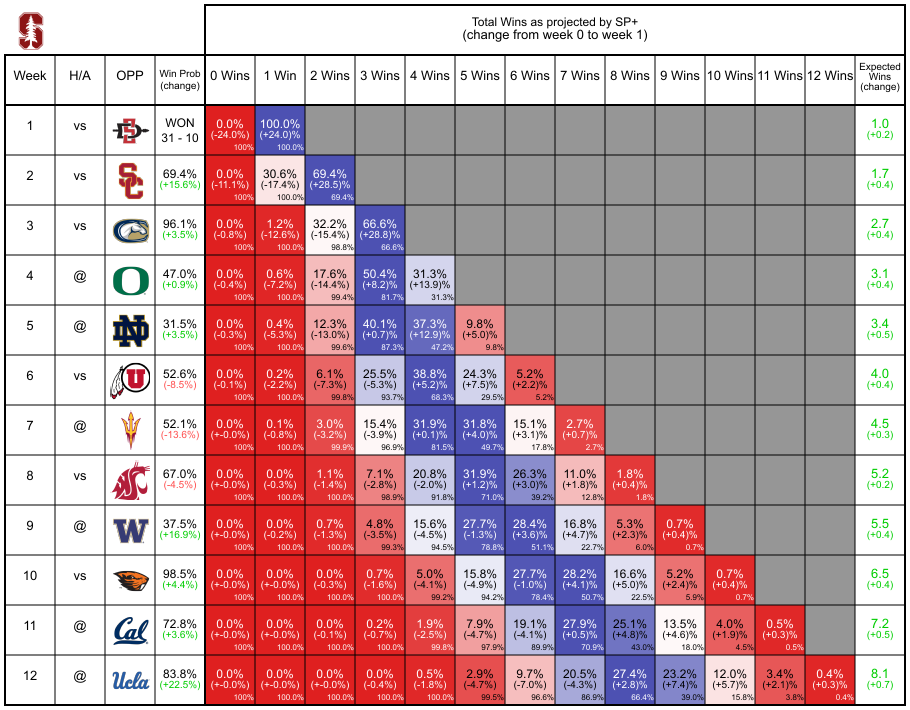 S
Total Wins as projected by SP+
(change from week 0 to week 1)
Week H/A OPP Win Prob (change) 0 Wins 1 Win 2 Wins 3 Wins 4 Wins 5 Wins 6 Wins 7 Wins 8 Wins 9 Wins 10 Wins 11 Wins 12 Wins Expected Wins (change)
1 vs SD WON 0.0% 100.0% 1.0
31 - 10 (-24.0%) (+24.0)% (+0.2)
100% 100.0%
2 vs SC 69.4% 0.0% 30.6% 69.4% 1.7
(+15.6%) (-11.1%) (-17.4%) (+28.5)% (+0.4)
100% 100.0% 69.4%
3 vs 96.1% 0.0% 1.2% 32.2% 66.6% 2.7
(+3.5%) (-0.8%) (-12.6%) (-15.4%) (+28.8)% (+0.4)
100% 100.0% 98.8% 66.6%
4 @ O 47.0% 0.0% 0.6% 17.6% 50.4% 31.3% 3.1
(+0.9%) (-0.4%) (-7.2%) (-14.4%) (+8.2)% (+13.9)% (+0.4)
100% 100.0% 99.4% 81.7% 31.3%
5 @ ND 31.5% 0.0% 0.4% 12.3% 40.1% 37.3% 9.8% 3.4
(+3.5%) (-0.3%) (-5.3%) (-13.0%) (+0.7)% (+12.9)% (+5.0)% (+0.5)
100% 100.0% 99.6% 87.3% 47.2% 9.8%
6 vs U 52.6% 0.0% 0.2% 6.1% 25.5% 38.8% 24.3% 5.2% 4.0
(-8.5%) (-0.1%) (-2.2%) (-7.3%) (-5.3%) (+5.2)% (+7.5)% (+2.2)% (+0.4)
100% 100.0% 99.8% 93.7% 68.3% 29.5% 5.2%
7 @ 52.1% 0.0% 0.1% 3.0% 15.4% 31.9% 31.8% 15.1% 2.7% 4.5
(-13.6%) (+-0.0%) (-0.8%) (-3.2%) (-3.9%) (+0.1)% (+4.0)% (+3.1)% (+0.7)% (+0.3)
100% 100.0% 99.9% 96.9% 81.5% 49.7% 17.8% 2.7%
8 vs 67.0% 0.0% 0.0% 1.1% 7.1% 20.8% 31.9% 26.3% 11.0% 1.8% 5.2
(-4.5%) (+-0.0%) (-0.3%) (-1.4%) (-2.8%) (-2.0%) (+1.2)% (+3.0)% (+1.8)% (+0.4)% (+0.2)
100% 100.0% 100.0% 98.9% 91.8% 71.0% 39.2% 12.8% 1.8%
9 @ W 37.5% 0.0% 0.0% 0.7% 4.8% 15.6% 27.7% 28.4% 16.8% 5.3% 0.7% 5.5
(+16.9%) (+-0.0%) (-0.2%) (-1.3%) (-3.5%) (-4.5%) (-1.3%) (+3.6)% (+4.7)% (+2.3)% (+0.4)% (+0.4)
100% 100.0% 100.0% 99.3% 94.5% 78.8% 51.1% 22.7% 6.0% 0.7%
10 vs 98.5% 0.0% 0.0% 0.0% 0.7% 5.0% 15.8% 27.7% 28.2% 16.6% 5.2% 0.7% 6.5
(+4.4%) (+-0.0%) (+-0.0%) (-0.3%) (-1.6%) (-4.1%) (-4.9%) (-1.0%) (+4.1)% (+5.0)% (+2.4)% (+0.4)% (+0.4)
100% 100.0% 100.0% 100.0% 99.2% 94.2% 78.4% 50.7% 22.5% 5.9% 0.7%
11 @ Cal 72.8% 0.0% 0.0% 0.0% 0.2% 1.9% 7.9% 19.1% 27.9% 25.1% 13.5% 4.0% 0.5% 7.2
(+3.6%) (+-0.0%) (+-0.0%) (-0.1%) (-0.7%) (-2.5%) (-4.7%) (-4.1%) (+0.5)% (+4.8)% (+4.6)% (+1.9)% (+0.3)% (+0.5)
100% 100.0% 100.0% 100.0% 99.8% 97.9% 89.9% 70.9% 43.0% 18.0% 4.5% 0.5%
12 @ Ucla 83.8% 0.0% 0.0% 0.0% 0.0% 0.5% 2.9% 9.7% 20.5% 27.4% 23.2% 12.0% 3.4% 0.4% 8.1
(+22.5%) (+-0.0%) (+-0.0%) (+-0.0%) (-0.4%) (-1.8%) (-4.7%) (-7.0%) (-4.3%) (+2.8)% (+7.4)% (+5.7)% (+2.1)% (+0.3)% (+0.7)
100% 100.0% 100.0% 100.0% 100.0% 99.5% 96.6% 86.9% 66.4% 39.0% 15.8% 3.8% 0.4%